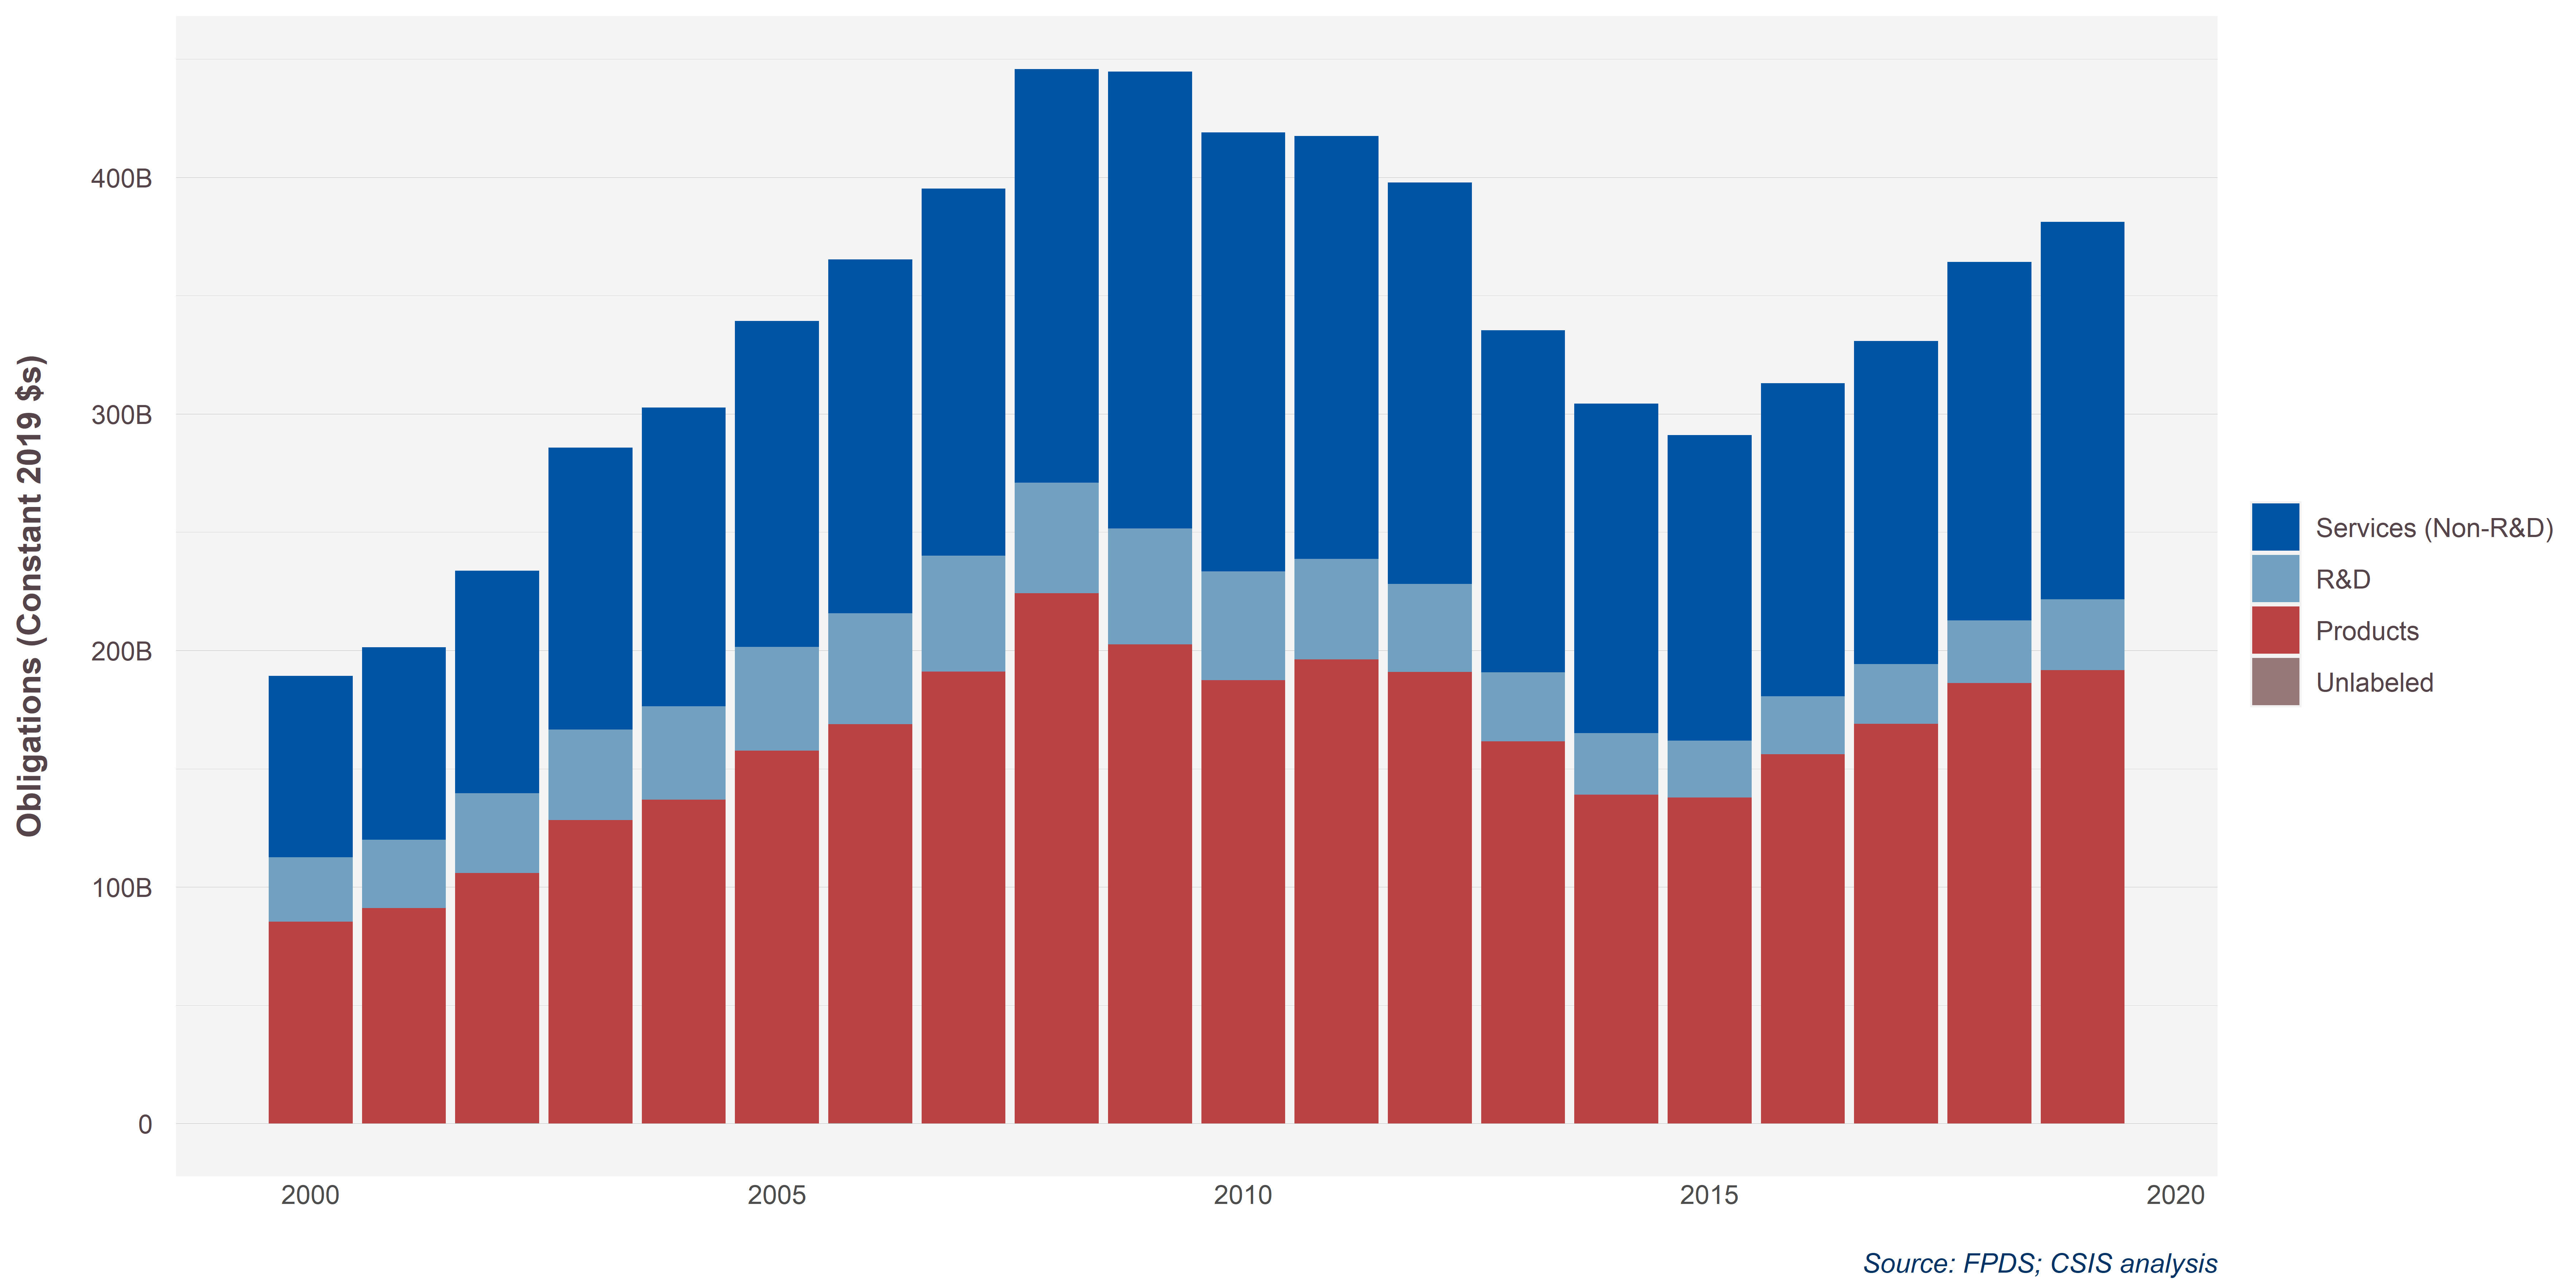 Obligations (Constant 2019 $s)
400B
300B
200B
100B
0
2000 2005 2010 2015 2020
Services (Non-R&D)
R&D
Products
Unlabeled
Source: FPDS; CSIS analysis